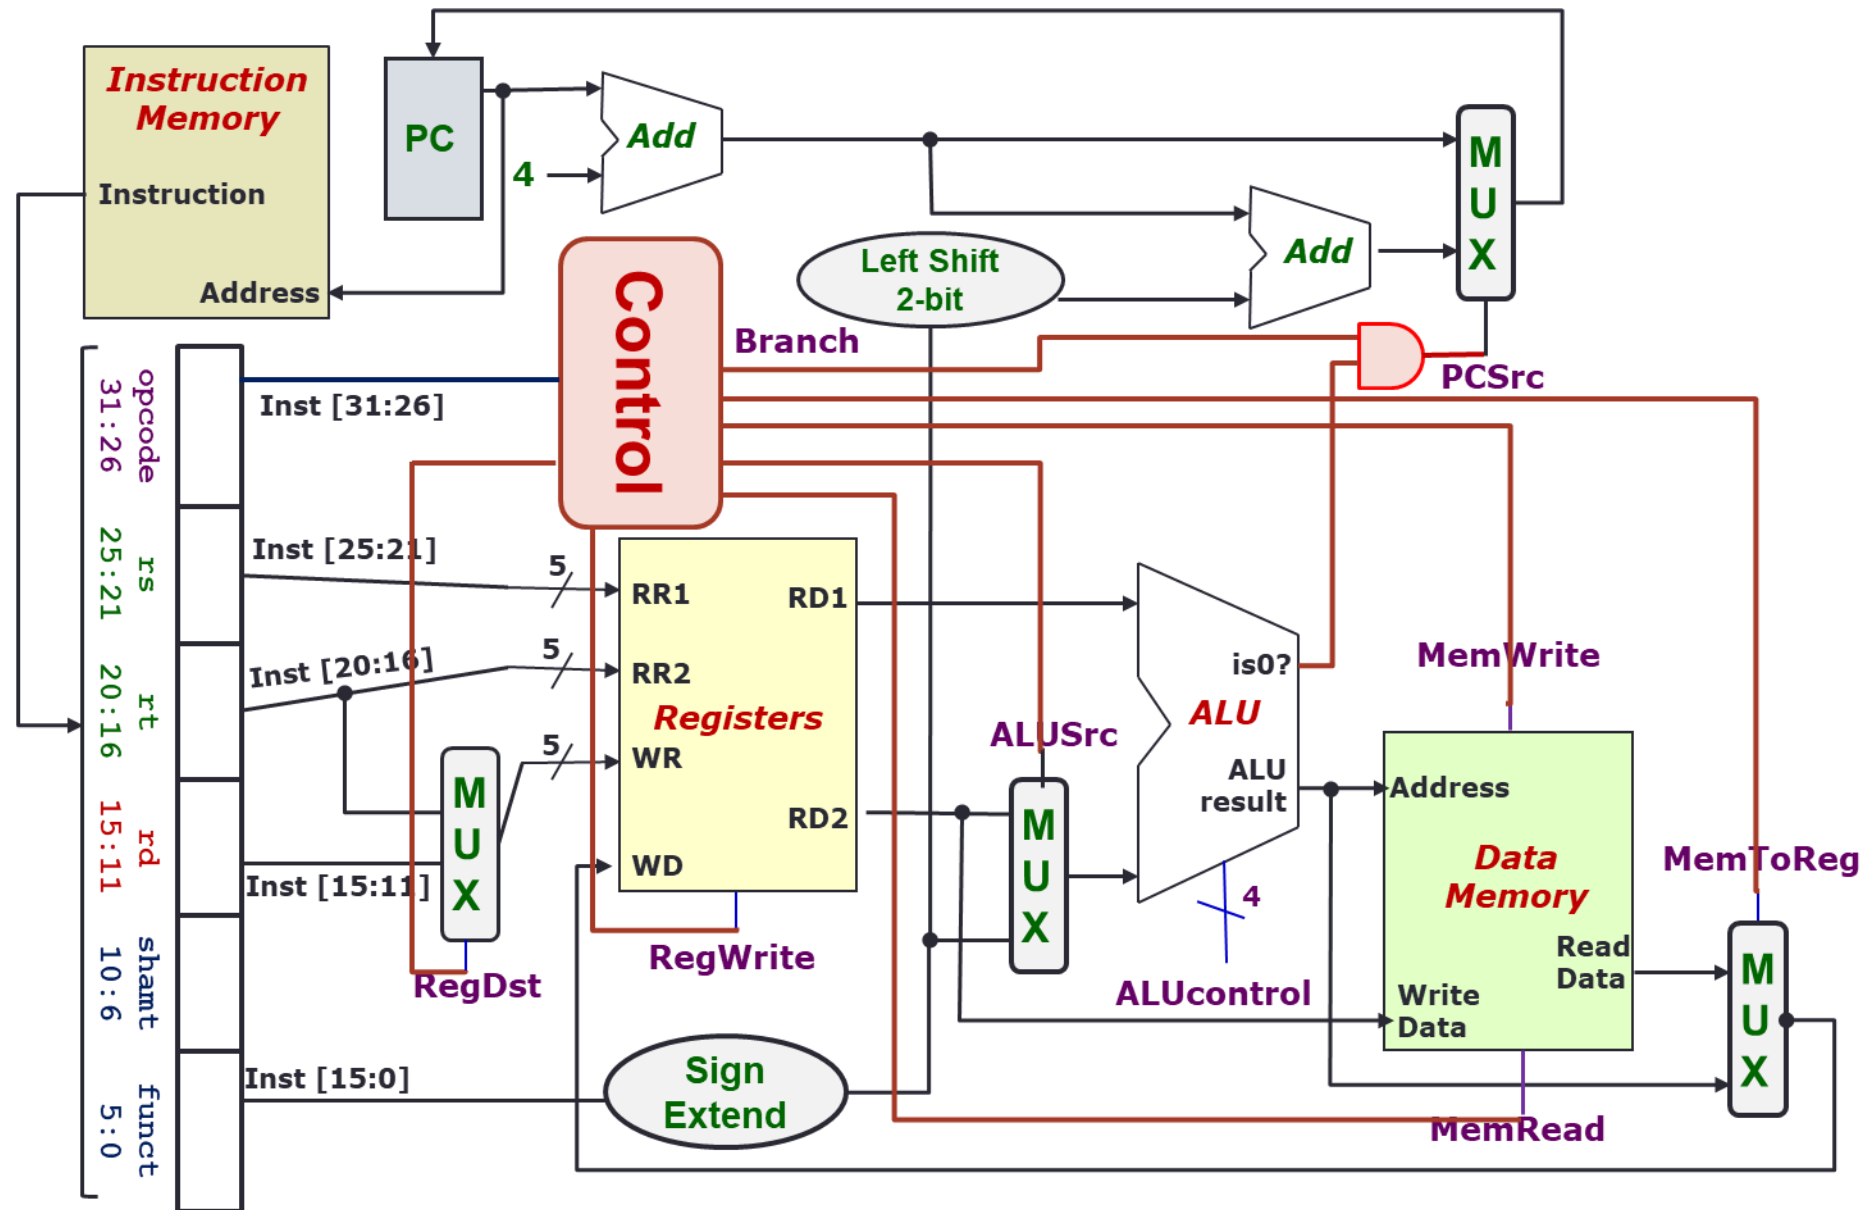 Instruction
Memory
Instruction
Address
PC
4
Add
Add
M
U
X
Left Shift
2-bit
Control
Branch
PCSrc
opcode
31:26
rs
25:21
rt
20:16
rd
15:11
shamt
10:6
funct
5:0
Inst [31:26]
Inst [25:21]
5
Inst [20:16]
5
5
Inst [15:11]
Inst [15:0]
M
U
X
RegDst
RR1
RR2
WR
WD
RD1
RD2
Registers
RegWrite
Sign
Extend
ALUSrc
M
U
X
is0?
ALU
ALU
result
4
ALUcontrol
MemWrite
Address
Data
Memory
Read
Data
Write
Data
MemRead
MemToReg
M
U
X